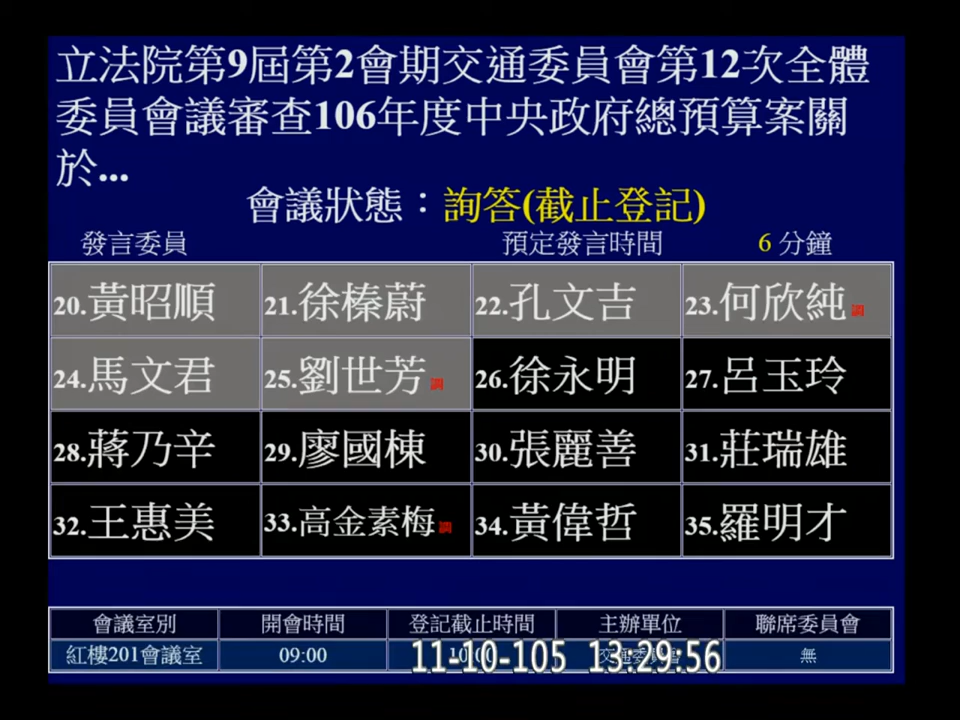 立法院第9屆第2會期交通委員會第12次全體
委員會議審查106年度中央政府總預算案關
於...
會議狀態：詢答(截止登記)
發言委員 預定發言時間 6 分鐘
20.黃昭順 21.徐榛蔚 22.孔文吉 23.何欣純 調
24.馬文君 25.劉世芳 調 26.徐永明 27.呂玉玲
28.蔣乃辛 29.廖國棟 30.張麗善 31.莊瑞雄
32.王惠美 33.高金素梅 調 34.黃偉哲 35.羅明才
會議室別 開會時間 登記截止時間 主辦單位 聯席委員會
紅樓201會議室 09:00 無
11-10-105 13:29:56